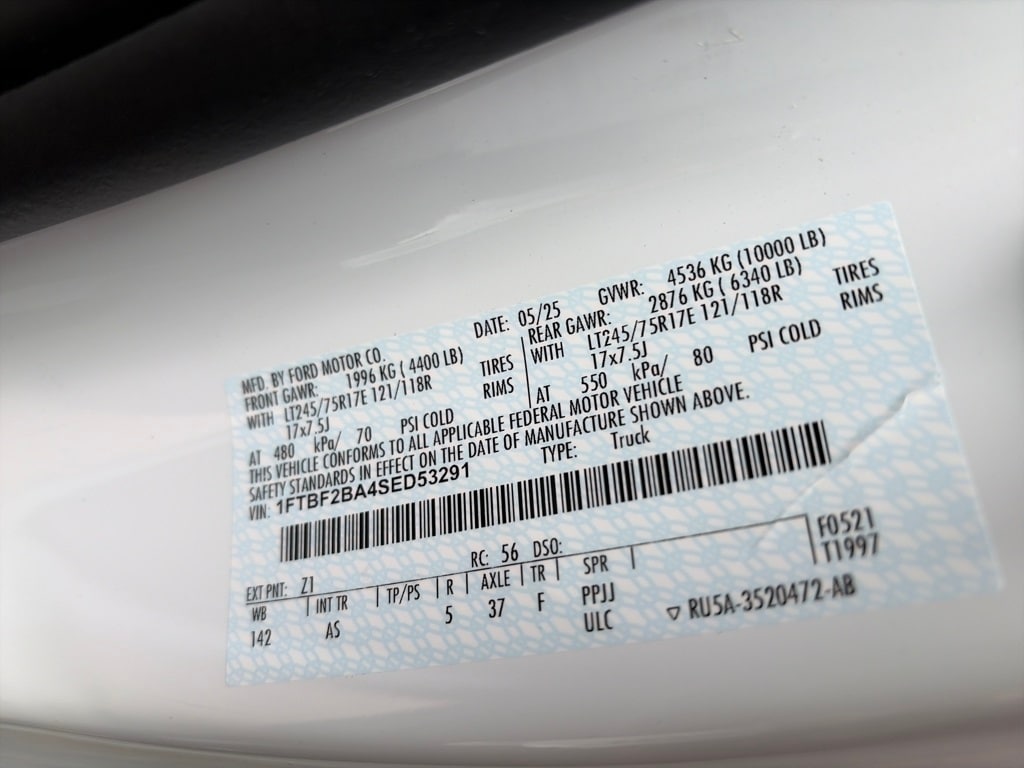 MFD. BY FORD MOTOR CO.
DATE: 05/25
GVWR: 4536 KG (10000 LB)
FRONT GAWR: 1996 KG ( 4400 LB)
WITH LT245/75R17E 121/118R TIRES
17x7.5J RIMS
AT 480 kPa/ 70 PSI COLD
REAR GAWR: 2876 KG ( 6340 LB)
WITH LT245/75R17E 121/118R TIRES
17x7.5J RIMS
AT 550 kPa/ 80 PSI COLD
THIS VEHICLE CONFORMS TO ALL APPLICABLE FEDERAL MOTOR VEHICLE
SAFETY STANDARDS IN EFFECT ON THE DATE OF MANUFACTURE SHOWN ABOVE.
VIN: 1FTBF2BA4SED53291
TYPE: Truck
EXT PNT: Z1
RC: 56 DSO:
F0521
T1997
WB INT TR TP/PS R AXLE TR SPR
142 AS 5 37 F PPJJ
ULC
▽ RU5A-3520472-AB